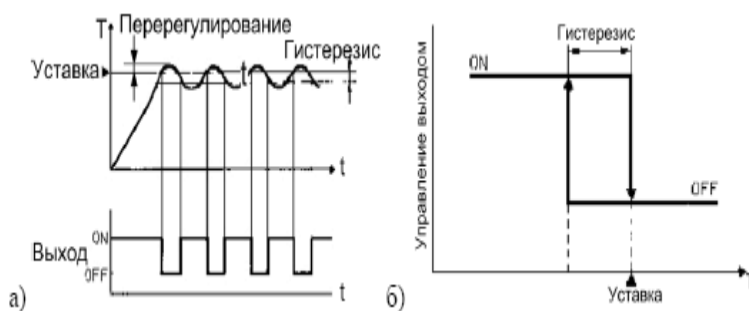 T
Перерегулирование
Гистерезис
Уставка
t
t
Выход
ON
OFF
t
а)
Гистерезис
ON
Управление выходом
OFF
Уставка
T
б)